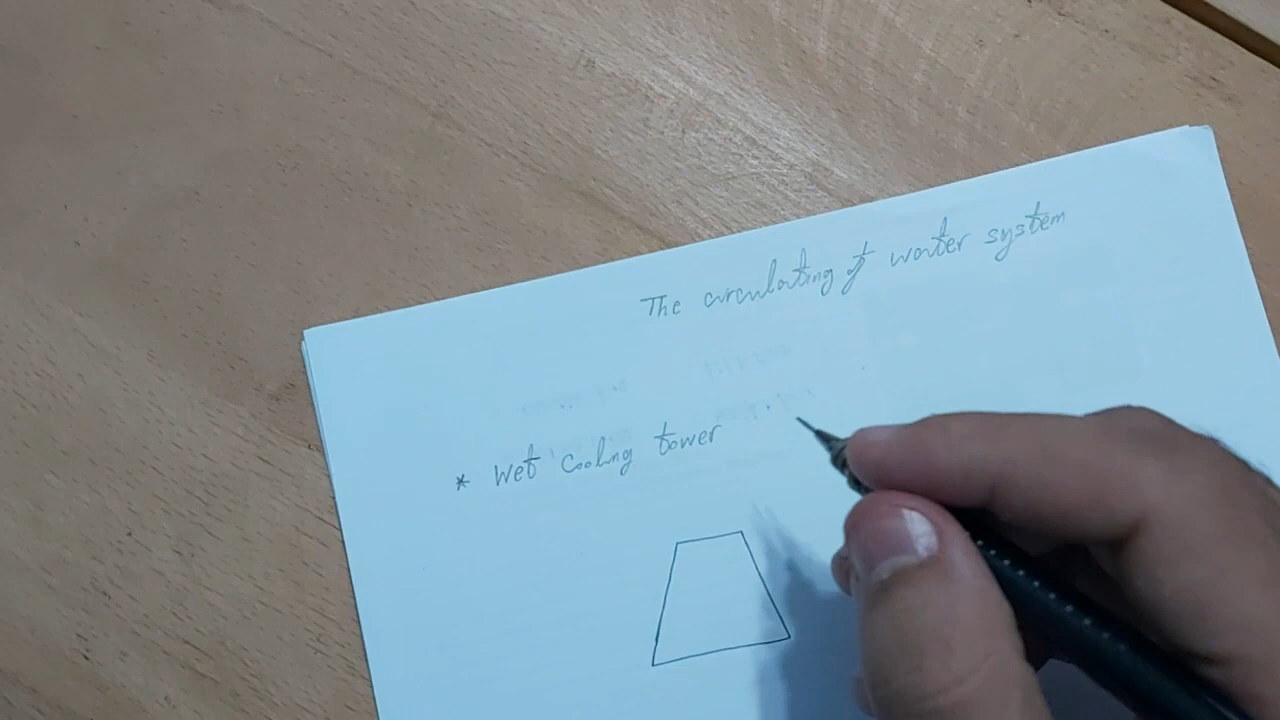 The circulating of water system
* Wet cooling tower